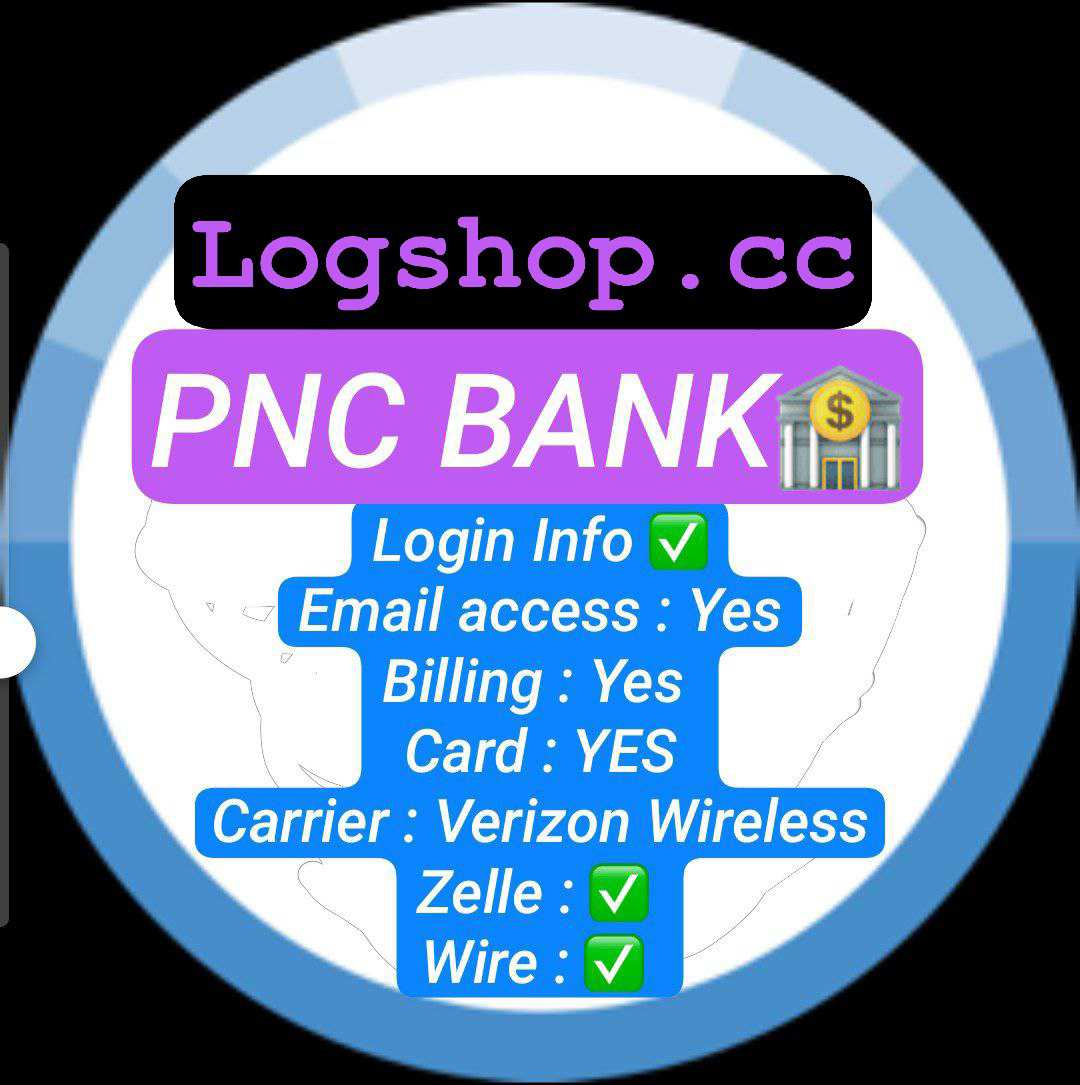 Logshop.cc
PNC BANK🏦
Login Info ✅
Email access : Yes
Billing : Yes
Card : YES
Carrier : Verizon Wireless
Zelle : ✅
Wire : ✅